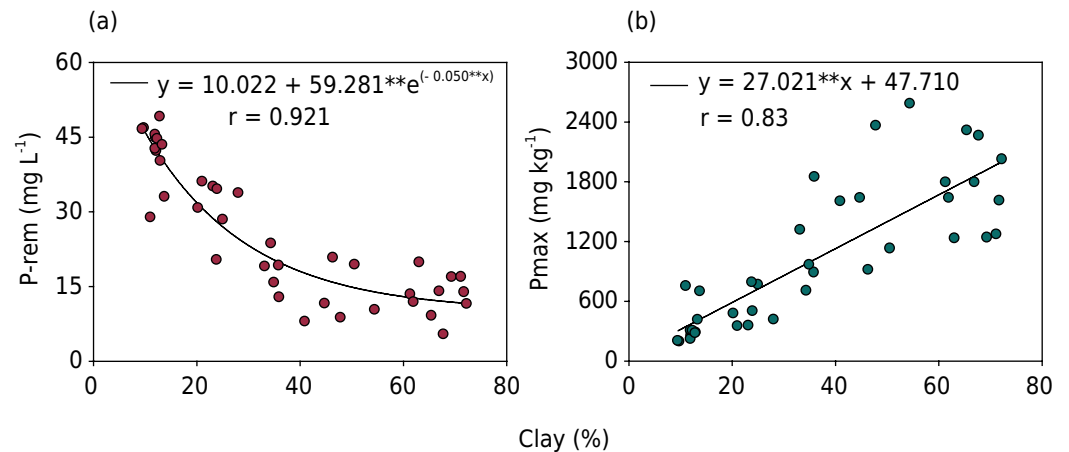 (a)
(b)
y = 10.022 + 59.281**e(- 0.050**x)
r = 0.921
y = 27.021**x + 47.710
r = 0.83
P-rem (mg L-1)
60
45
30
15
0
0 20 40 60 80
Pmax (mg kg-1)
3000
2400
1800
1200
600
0
0 20 40 60 80
Clay (%)